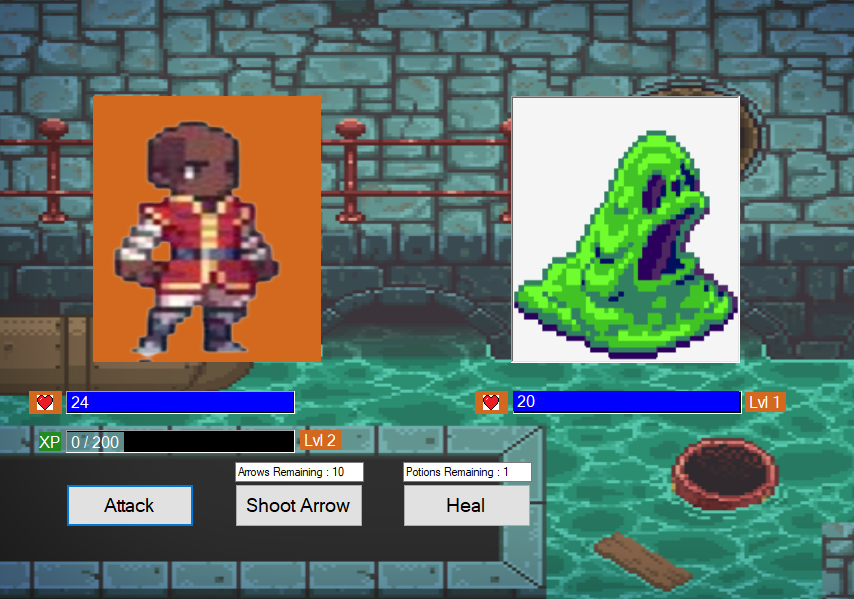 24
20
Lvl 1
XP
0 / 200
Lvl 2
Arrows Remaining : 10
Potions Remaining : 1
Attack
Shoot Arrow
Heal